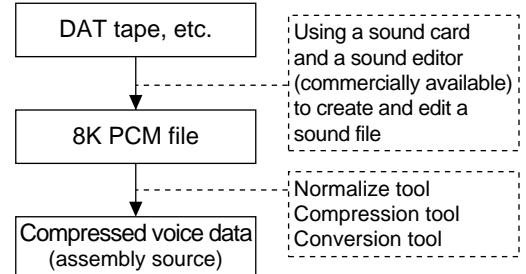 DAT tape, etc.
Using a sound card
and a sound editor
(commercially available)
to create and edit a
sound file
8K PCM file
Normalize tool
Compression tool
Conversion tool
Compressed voice data
(assembly source)